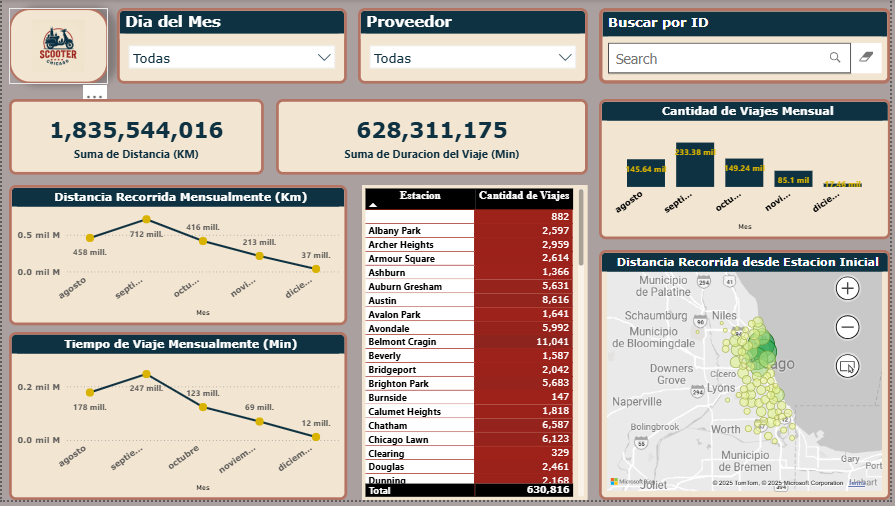 SCOOTER
CHICAGO
Dia del Mes
Todas
Proveedor
Todas
Buscar por ID
Search
...
1,835,544,016
Suma de Distancia (KM)
628,311,175
Suma de Duracion del Viaje (Min)
Cantidad de Viajes Mensual
145.64 mil
233.38 mil
149.24 mil
85.1 mil
agosto
septi...
octu...
novi...
dicie...
Mes
Distancia Recorrida Mensualmente (Km)
0.5 mil M
0.0 mil M
458 mill.
712 mill.
416 mill.
213 mill.
37 mill.
agosto
septi...
octu...
novi...
dicie...
Mes
Tiempo de Viaje Mensualmente (Min)
0.2 mil M
0.0 mil M
178 mill.
247 mill.
123 mill.
69 mill.
12 mill.
agosto
septie...
octubre
noviem...
diciem...
Mes
Estacion Cantidad de Viajes
882
Albany Park 2,597
Archer Heights 2,959
Armour Square 2,614
Ashburn 1,366
Auburn Gresham 5,631
Austin 8,616
Avalon Park 1,641
Avondale 5,992
Belmont Cragin 11,041
Beverly 1,587
Bridgeport 2,042
Brighton Park 5,683
Burnside 147
Calumet Heights 1,818
Chatham 6,587
Chicago Lawn 6,123
Clearing 329
Douglas 2,461
Dunning 2,168
Total 630,816
Distancia Recorrida desde Estacion Inicial
Municipio
de Palatine
294
41
Schaumburg
90
Niles
94
Municipio
de Bloomingdale
Cicero
Downers
Grove
Lyons
294
Naperville
Bolingbrook
55
Worth
Municipio
de Bremen
Gary
Port
Joliet
294
Hobart
Microsoft
© 2025 TomTom, © 2025 Microsoft Corporation